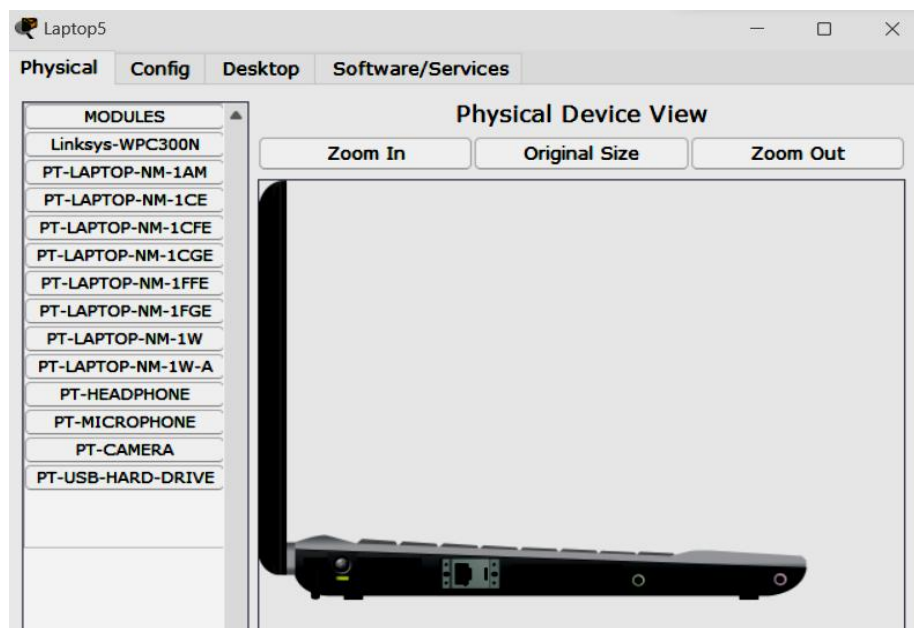 Laptop5
Physical Config Desktop Software/Services
MODULES
Linksys-WPC300N
PT-LAPTOP-NM-1AM
PT-LAPTOP-NM-1CE
PT-LAPTOP-NM-1CFE
PT-LAPTOP-NM-1CGE
PT-LAPTOP-NM-1FFE
PT-LAPTOP-NM-1FGE
PT-LAPTOP-NM-1W
PT-LAPTOP-NM-1W-A
PT-HEADPHONE
PT-MICROPHONE
PT-CAMERA
PT-USB-HARD-DRIVE
Physical Device View
Zoom In Original Size Zoom Out